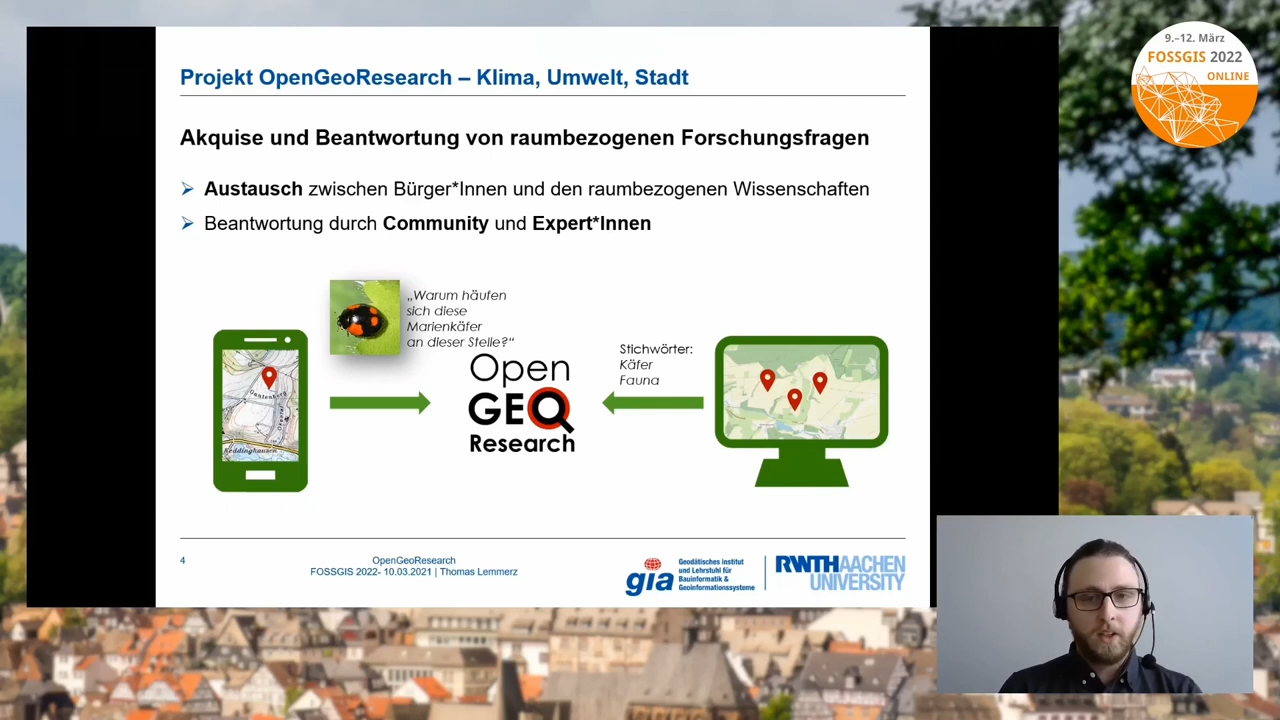 9.–12. März
FOSSGIS 2022
ONLINE
Projekt OpenGeoResearch – Klima, Umwelt, Stadt
Akquise und Beantwortung von raumbezogenen Forschungsfragen
Austausch zwischen Bürger*Innen und den raumbezogenen Wissenschaften
Beantwortung durch Community und Expert*Innen
„Warum häufen
sich diese
Marienkäfer
an dieser Stelle?“
Open
GEO
Research
Stichwörter:
Käfer
Fauna
Reddinghausen
4
OpenGeoResearch
FOSSGIS 2022- 10.03.2021 | Thomas Lemmerz
gia
Geodätisches Institut
und Lehrstuhl für
Bauinformatik &
Geoinformationssysteme
RWTH AACHEN
UNIVERSITY